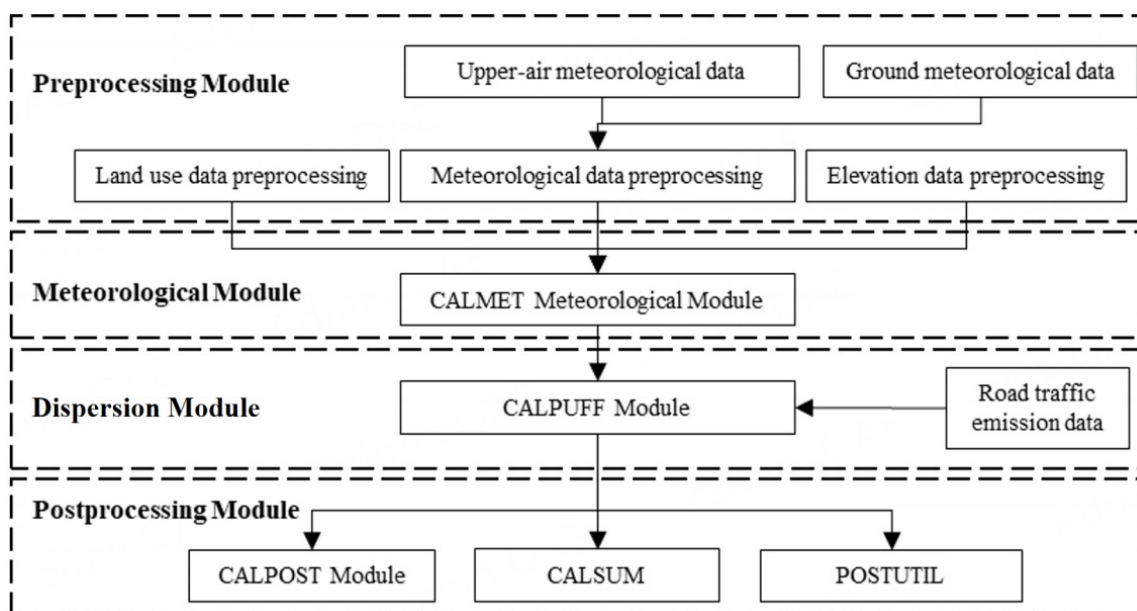 Preprocessing Module
Upper-air meteorological data
Ground meteorological data
Land use data preprocessing
Meteorological data preprocessing
Elevation data preprocessing
Meteorological Module
CALMET Meteorological Module
Dispersion Module
CALPUFF Module
Road traffic
emission data
Postprocessing Module
CALPOST Module
CALSUM
POSTUTIL